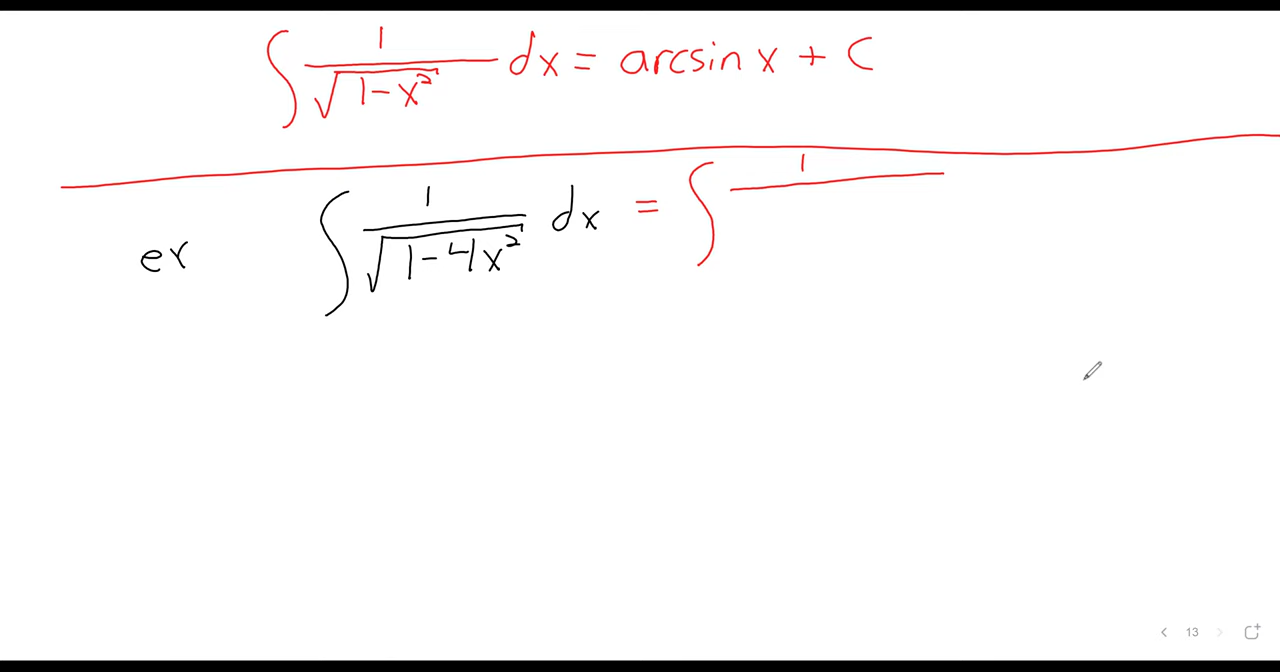 ∫ 1/√(1-x²) dx = arcsin x + C
ex ∫ 1/√(1-4x²) dx = ∫ 1/
< 13 >